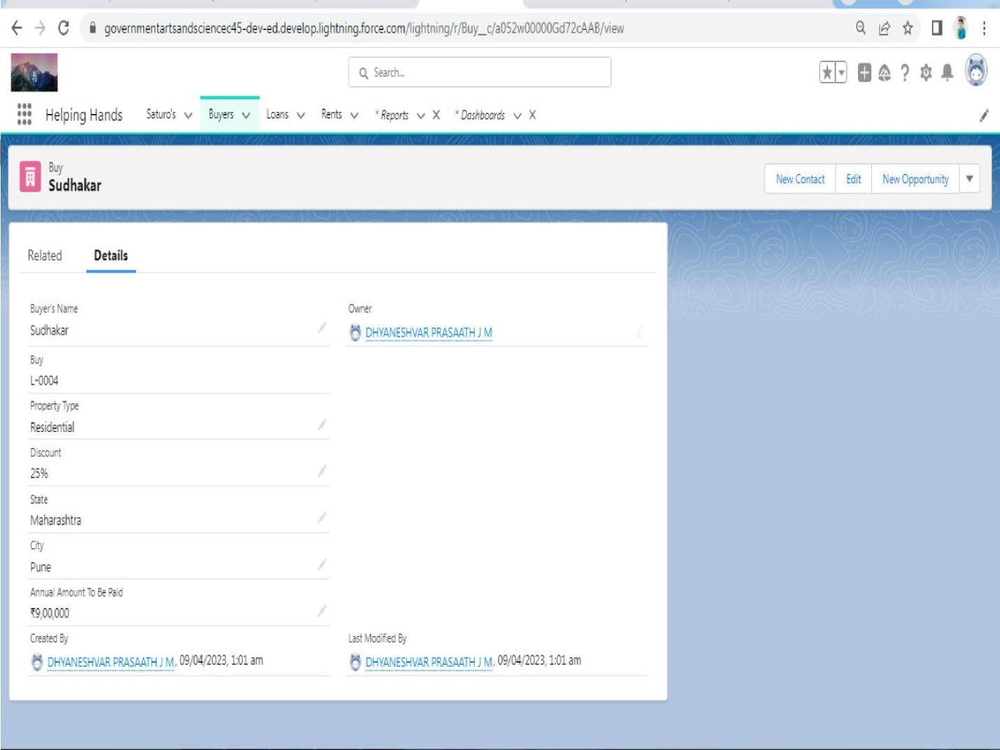 governmentartsandsciencec45-dev-ed.develop.lightning.force.com/lightning/r/Buy__c/a052w00000Gd72cAAB/view
Search...
Helping Hands Saturo's Buyers Loans Rents * Reports * Dashboards
Buy
Sudhakar
New Contact Edit New Opportunity
Related Details
Buyer's Name Owner
Sudhakar DHYANESHVAR PRASAATH J M
Buy
L-0004
Property Type
Residential
Discount
25%
State
Maharashtra
City
Pune
Annual Amount To Be Paid
₹9,00,000
Created By Last Modified By
DHYANESHVAR PRASAATH J M, 09/04/2023, 1:01 am DHYANESHVAR PRASAATH J M, 09/04/2023, 1:01 am